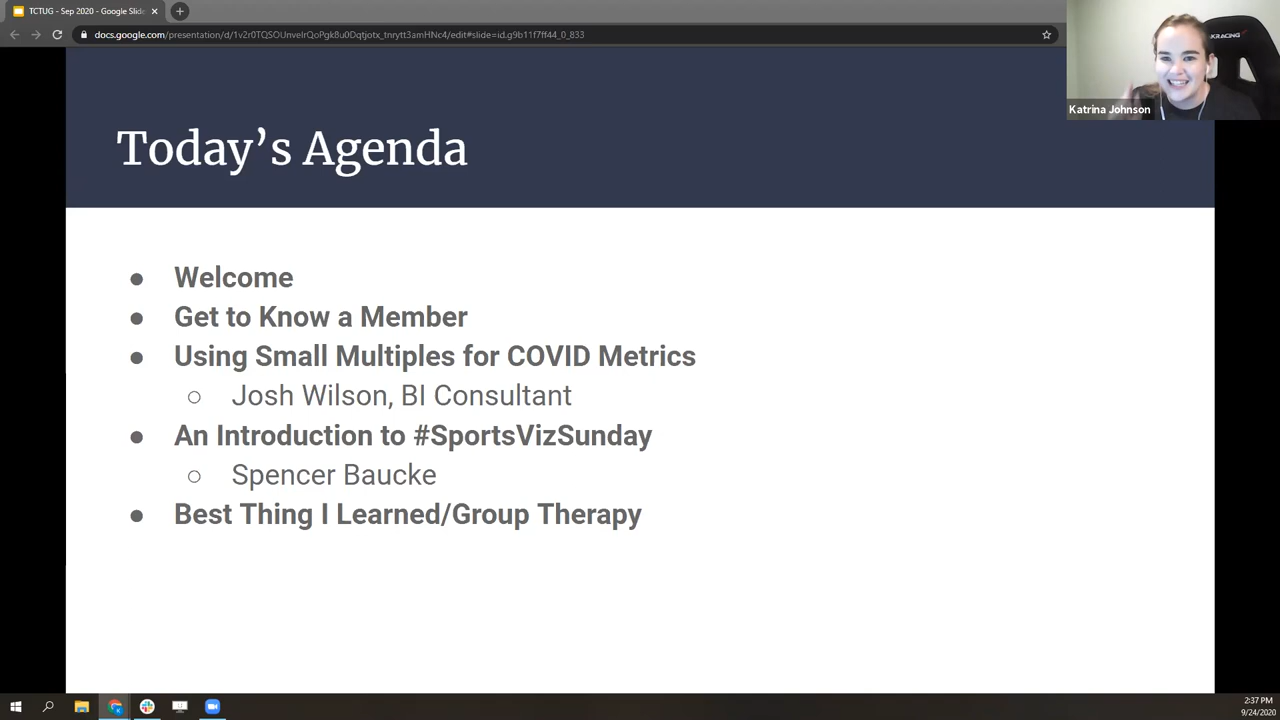 TCTUG - Sep 2020 - Google Slide
docs.google.com/presentation/d/1v2r0TQSOUnveIrQoPgk8u0Dqtjotx_tnrytt3amHNc4/edit#slide=id.g9b11f7ff44_0_833
Katrina Johnson
Today’s Agenda
● Welcome
● Get to Know a Member
● Using Small Multiples for COVID Metrics
○ Josh Wilson, BI Consultant
● An Introduction to #SportsVizSunday
○ Spencer Baucke
● Best Thing I Learned/Group Therapy
2:37 PM
9/24/2020